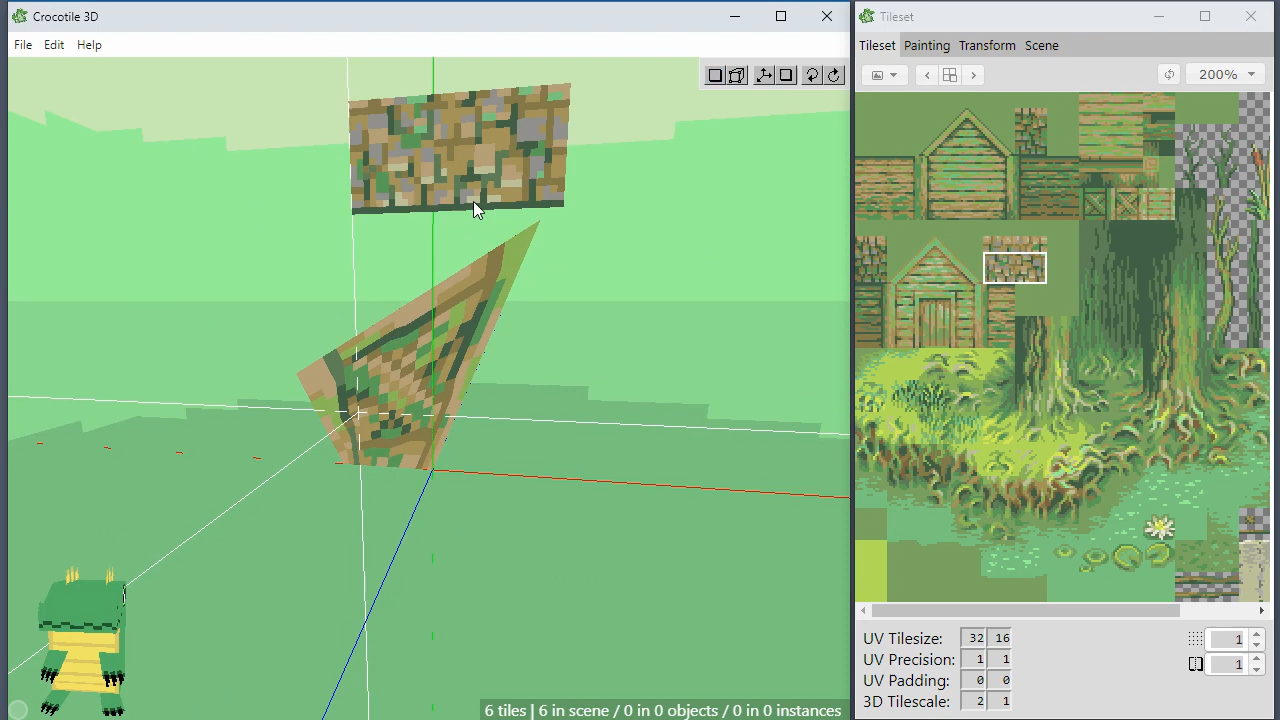 Crocotile 3D
File Edit Help
6 tiles | 6 in scene / 0 in 0 objects / 0 in 0 instances
Tileset
Tileset Painting Transform Scene
200%
UV Tilesize: 32 16
UV Precision: 1 1
UV Padding: 0 0
3D Tilescale: 2 1
1
1